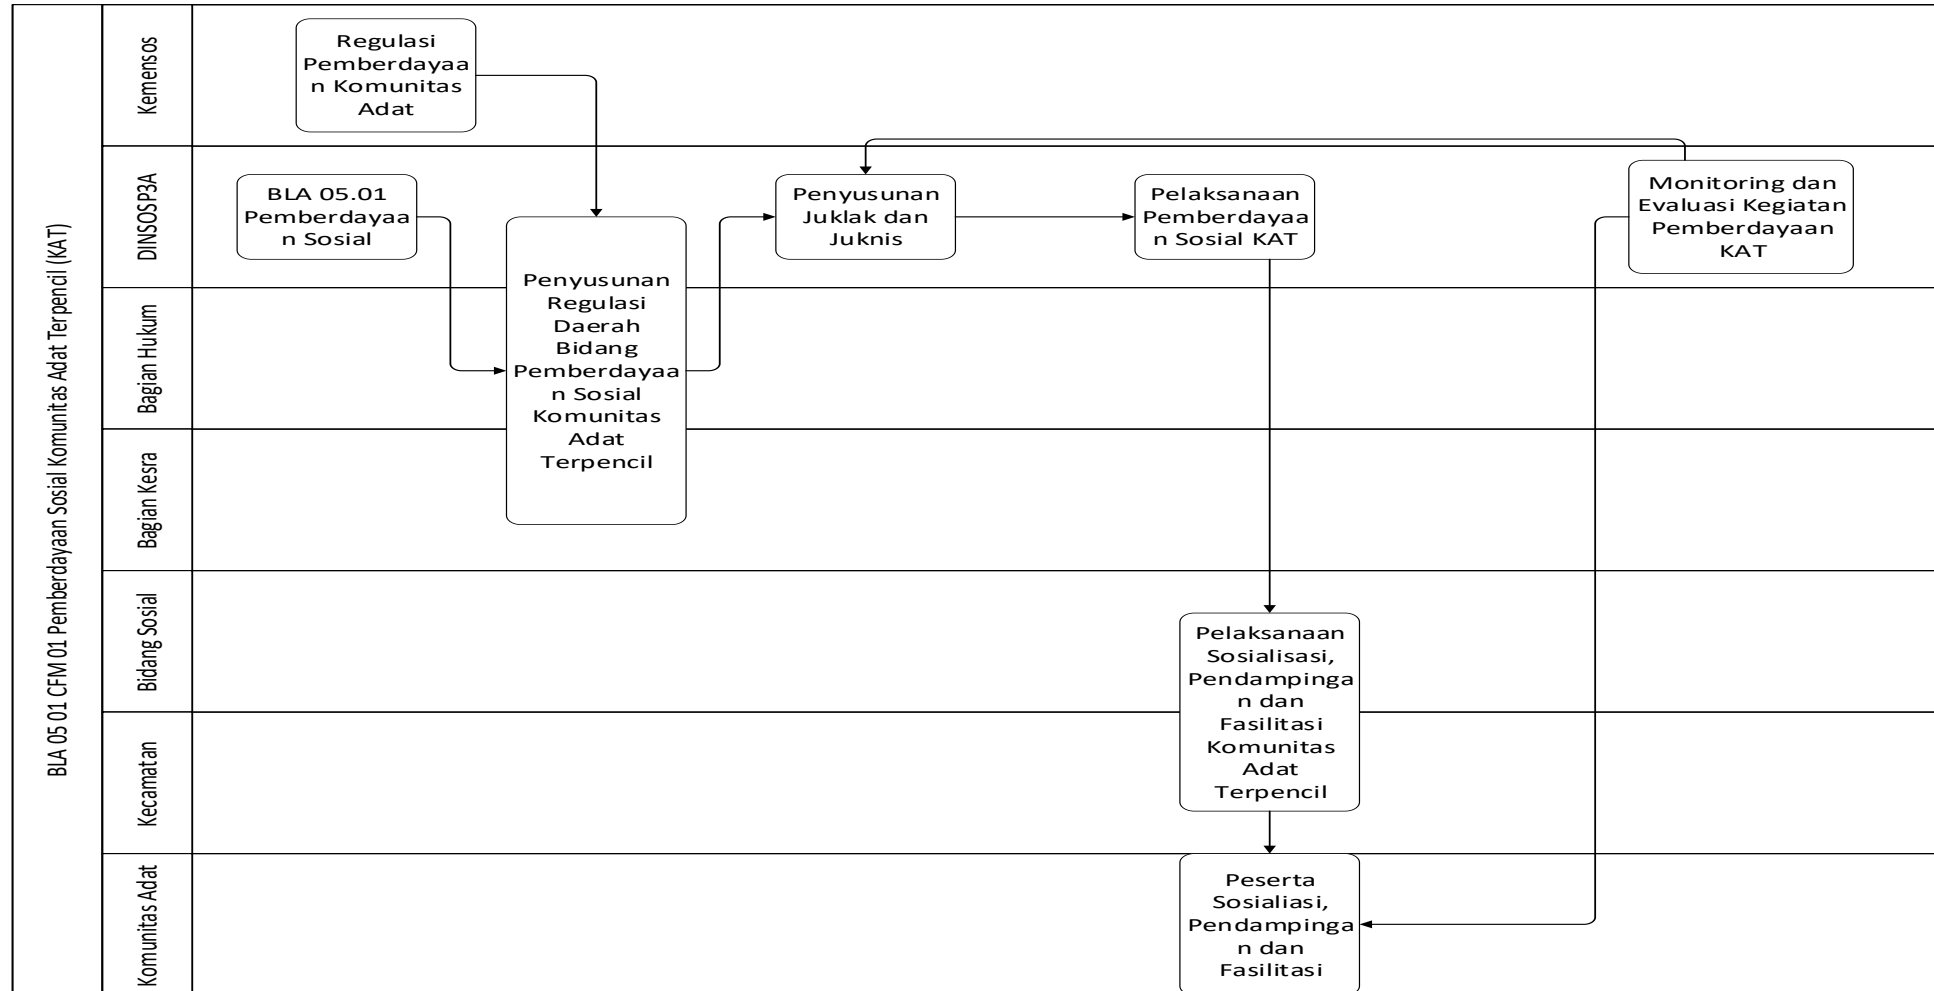 BLA 05 01 CFM 01 Pemberdayaan Sosial Komunitas Adat Terpencil (KAT)
Kemensos
Regulasi
Pemberdayaa
n Komunitas
Adat
DINSOSP3A
BLA 05.01
Pemberdayaa
n Sosial
Penyusunan
Regulasi
Daerah
Bidang
Pemberdayaa
n Sosial
Komunitas
Adat
Terpencil
Penyusunan
Juklak dan
Juknis
Pelaksanaan
Pemberdayaa
n Sosial KAT
Monitoring dan
Evaluasi Kegiatan
Pemberdayaan
KAT
Bagian Hukum
Bagian Kesra
Bidang Sosial
Pelaksanaan
Sosialisasi,
Pendampinga
n dan
Fasilitasi
Komunitas
Adat
Terpencil
Kecamatan
Komunitas Adat
Peserta
Sosialiasi,
Pendampinga
n dan
Fasilitasi